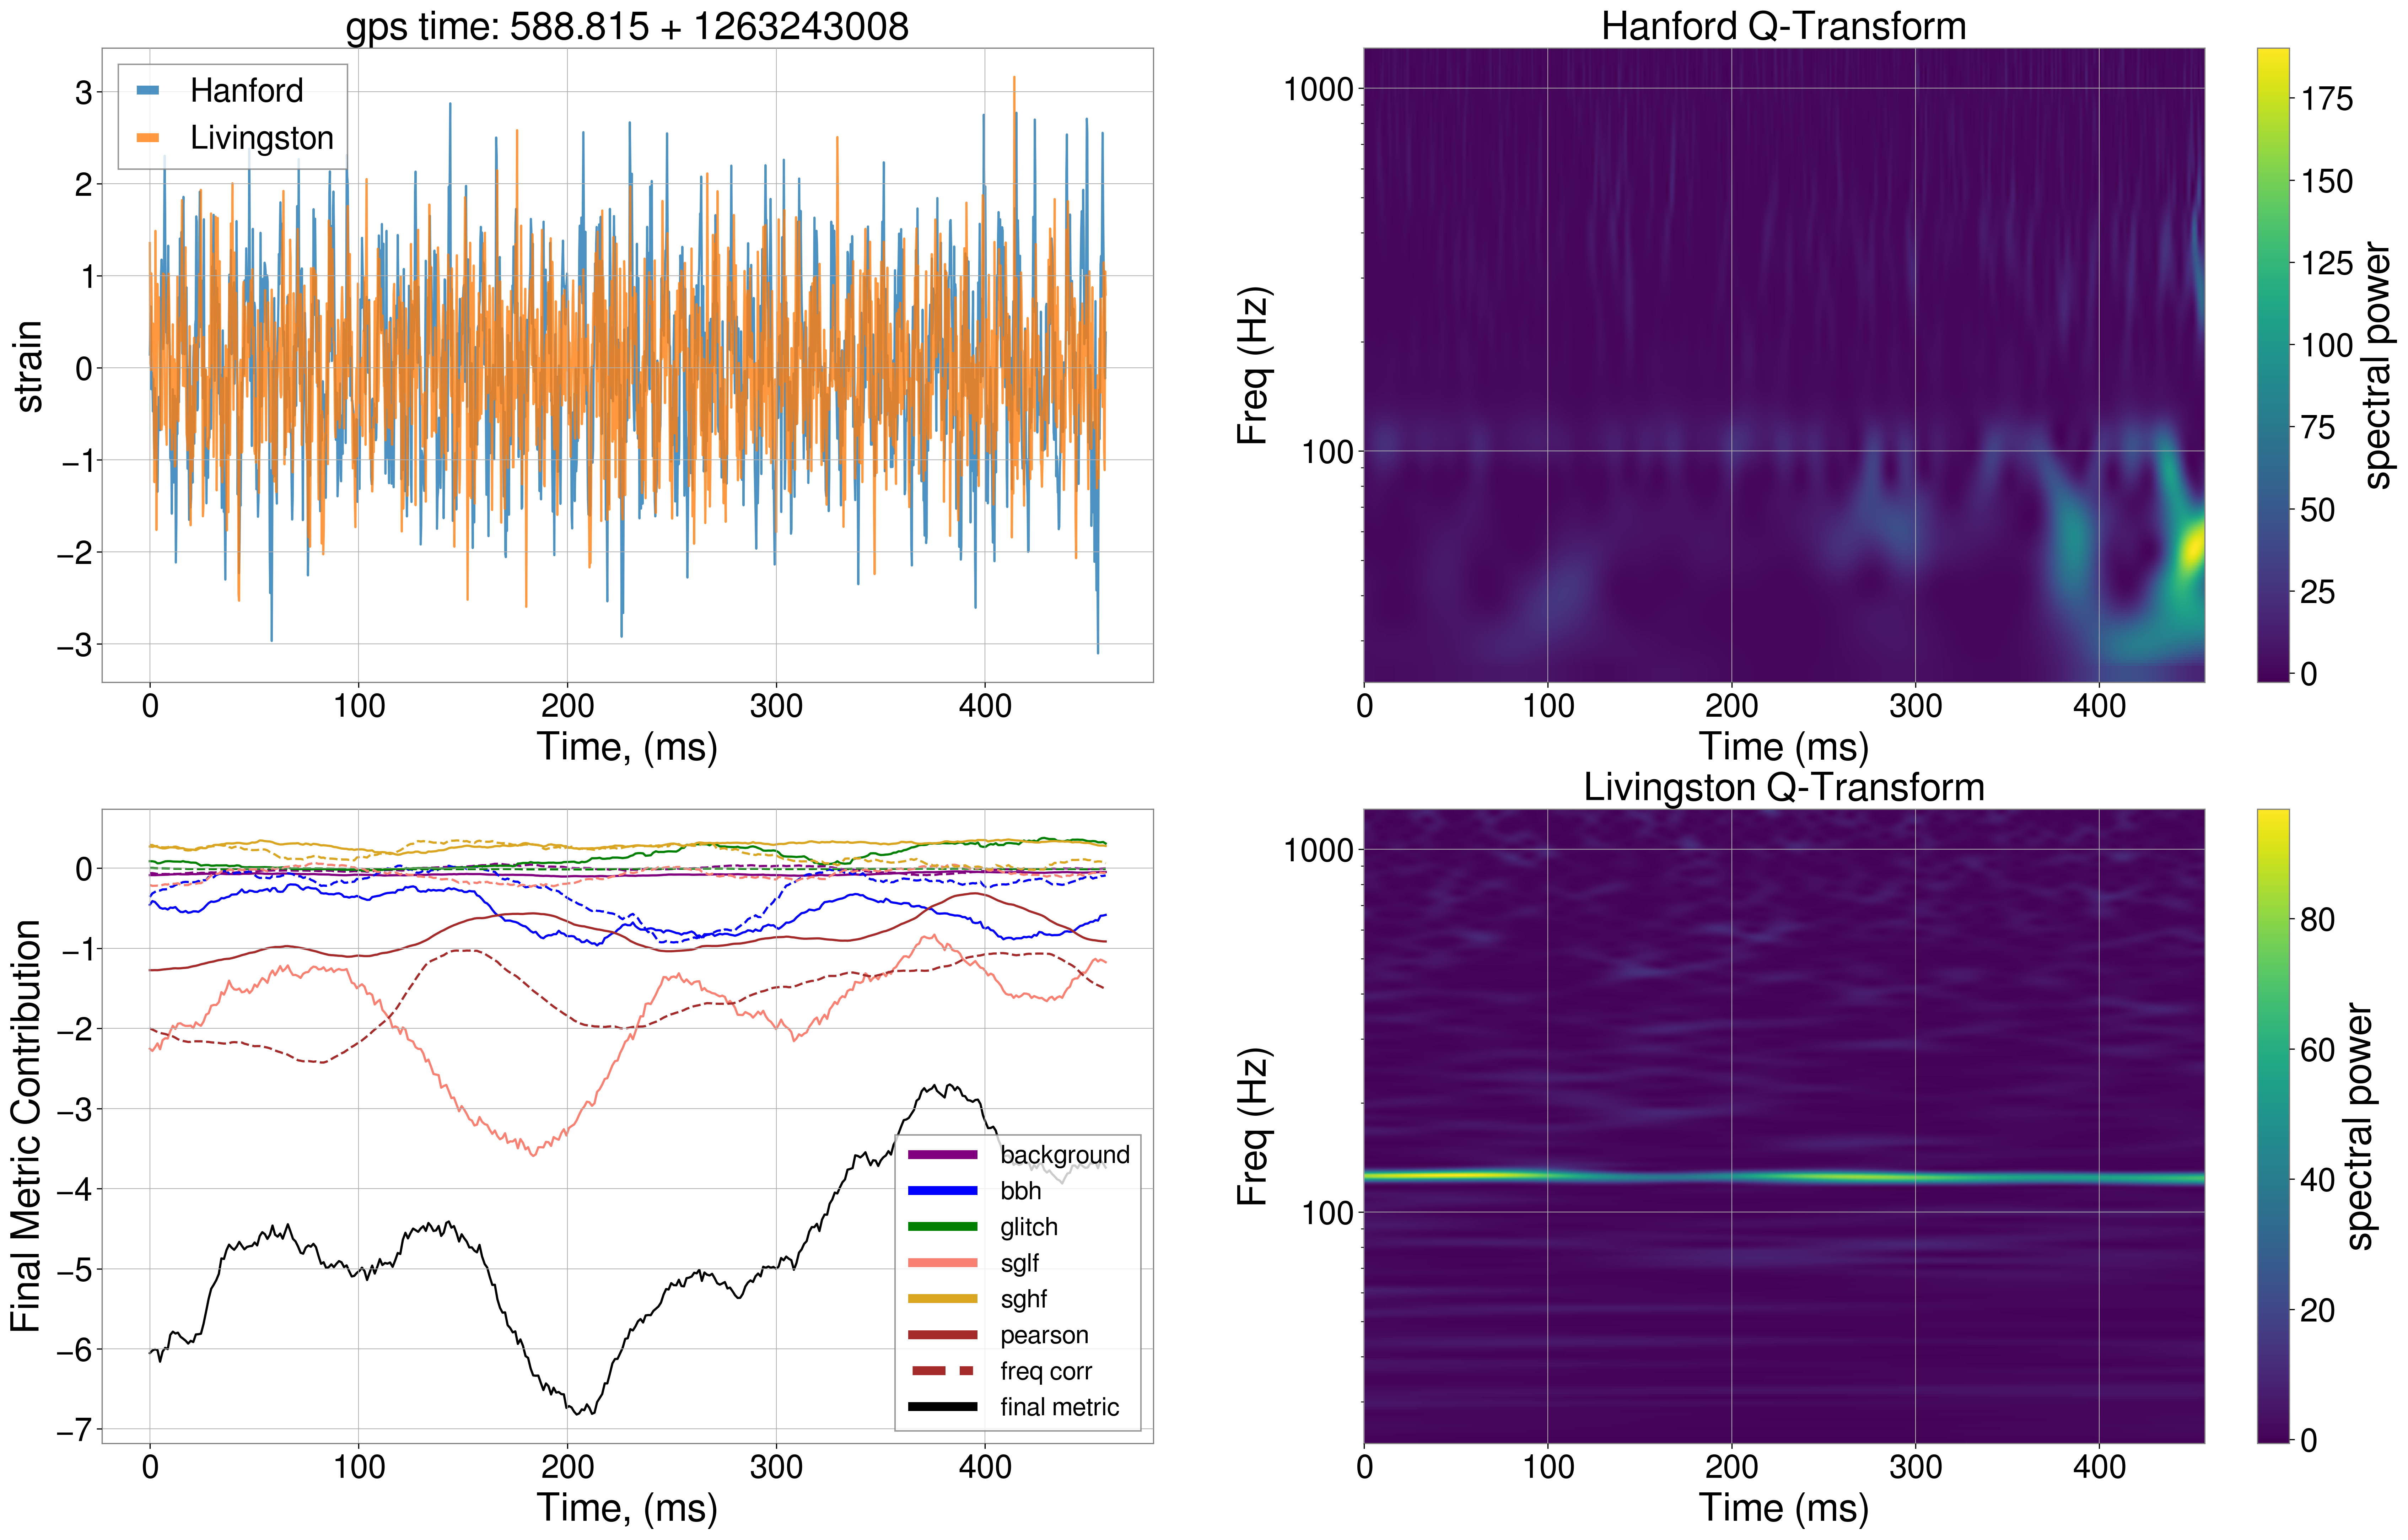 gps time: 588.815 + 1263243008
Hanford
Livingston
strain
3
2
1
0
−1
−2
−3
0
100
200
300
400
Time, (ms)
Hanford Q-Transform
Freq (Hz)
1000
100
0
100
200
300
400
Time (ms)
175
150
125
100
75
50
25
0
spectral power
Final Metric Contribution
0
−1
−2
−3
−4
−5
−6
−7
background
bbh
glitch
sglf
sghf
pearson
freq corr
final metric
0
100
200
300
400
Time, (ms)
Livingston Q-Transform
Freq (Hz)
1000
100
0
100
200
300
400
Time (ms)
80
60
40
20
0
spectral power